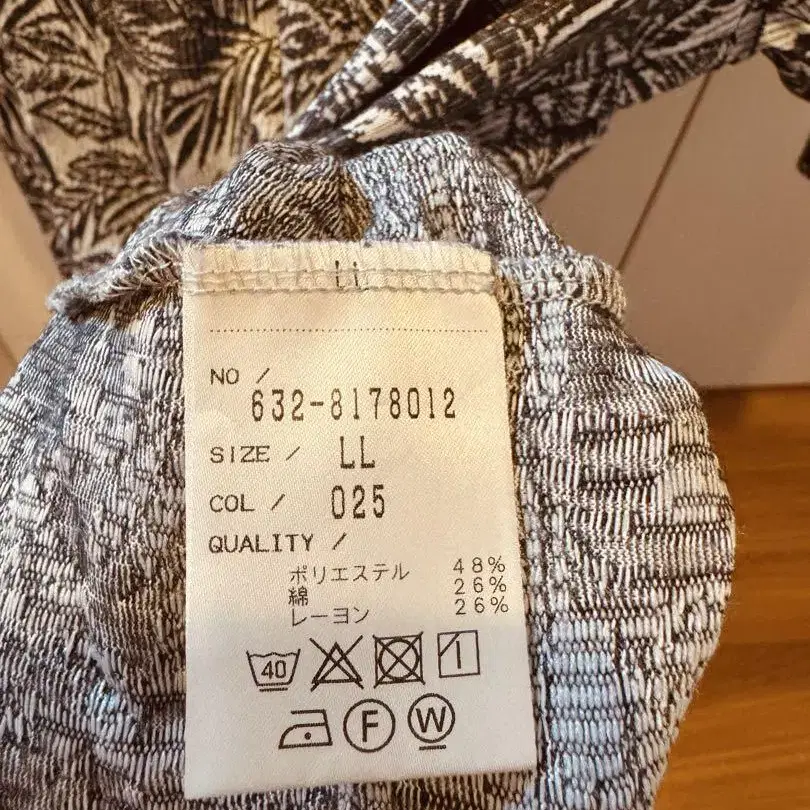 LL
NO /
632-8178012
SIZE / LL
COL / 025
QUALITY /
ポリエステル 48%
綿 26%
レーヨン 26%
40
F W